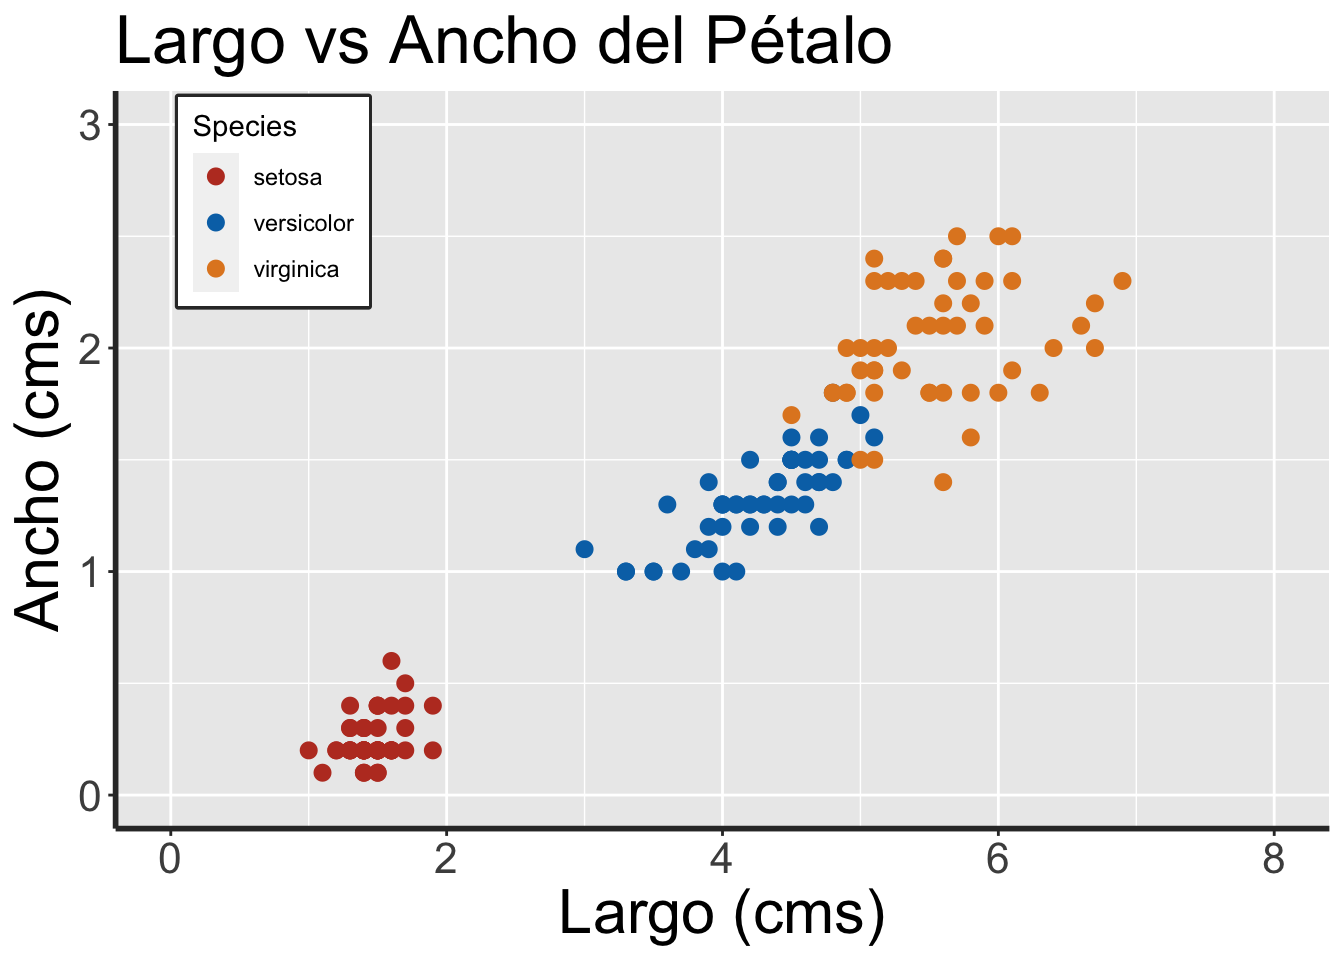 Largo vs Ancho del Pétalo
Species
setosa
versicolor
virginica
3
2
1
0
Ancho (cms)
0 2 4 6 8
Largo (cms)